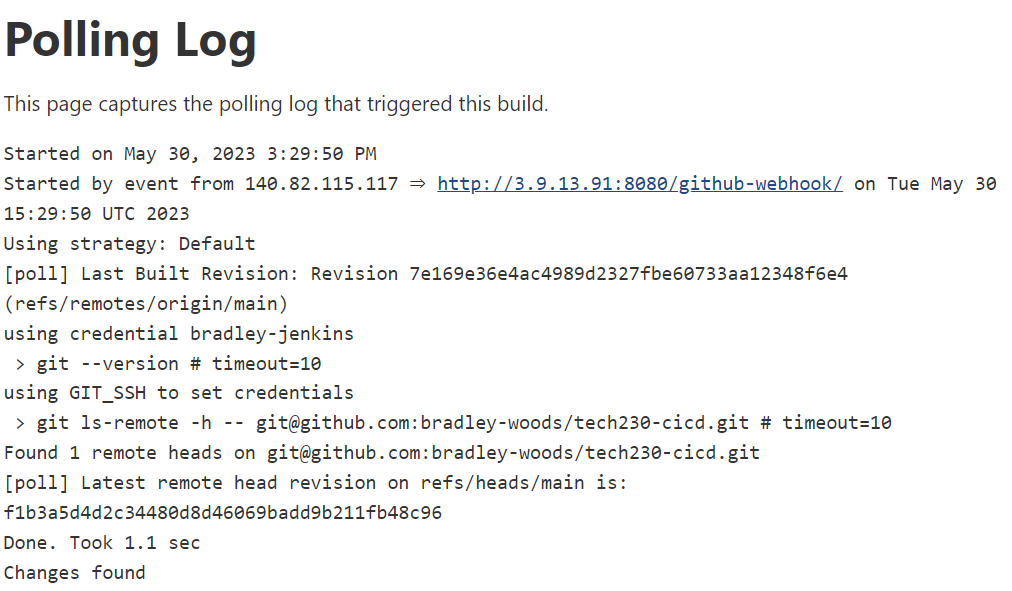 Polling Log
This page captures the polling log that triggered this build.
Started on May 30, 2023 3:29:50 PM
Started by event from 140.82.115.117 ⇒ http://3.9.13.91:8080/github-webhook/ on Tue May 30
15:29:50 UTC 2023
Using strategy: Default
[poll] Last Built Revision: Revision 7e169e36e4ac4989d2327fbe60733aa12348f6e4
(refs/remotes/origin/main)
using credential bradley-jenkins
 > git --version # timeout=10
using GIT_SSH to set credentials
 > git ls-remote -h -- git@github.com:bradley-woods/tech230-cicd.git # timeout=10
Found 1 remote heads on git@github.com:bradley-woods/tech230-cicd.git
[poll] Latest remote head revision on refs/heads/main is:
f1b3a5d4d2c34480d8d46069badd9b211fb48c96
Done. Took 1.1 sec
Changes found